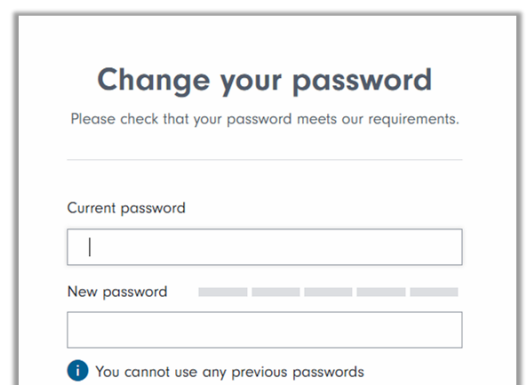 Change your password
Please check that your password meets our requirements.
Current password
New password
i You cannot use any previous passwords